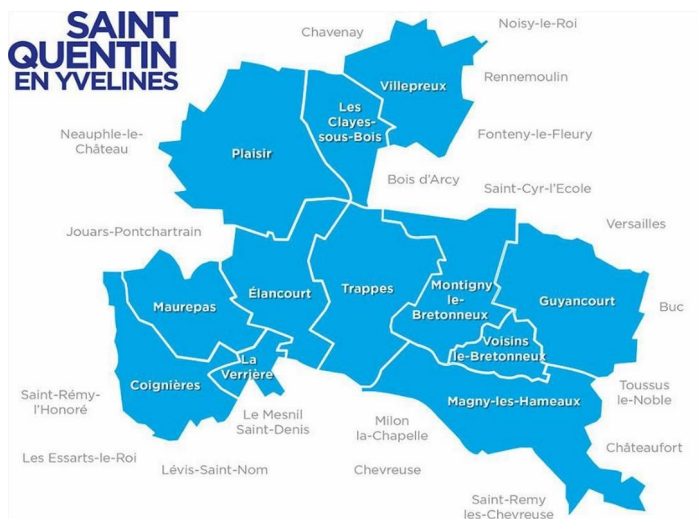 SAINT
QUENTIN
EN YVELINES
Noisy-le-Roi
Chavenay
Rennemoulin
Villepreux
Les
Clayes-
sous-Bois
Neauphle-le-
Château
Fonteny-le-Fleury
Plaisir
Bois d'Arcy
Saint-Cyr-l'Ecole
Versailles
Jouars-Pontchartrain
Maurepas
Élancourt
Trappes
Montigny
le-
Bretonneux
Guyancourt
Buc
Voisins
le-Bretonneux
La
Verrière
Coignières
Magny-les-Hameaux
Toussus
le-Noble
Saint-Rémy-
l'Honoré
Le Mesnil
Saint-Denis
Milon
la-Chapelle
Châteaufort
Les Essarts-le-Roi
Lévis-Saint-Nom
Chevreuse
Saint-Remy
les-Chevreuse